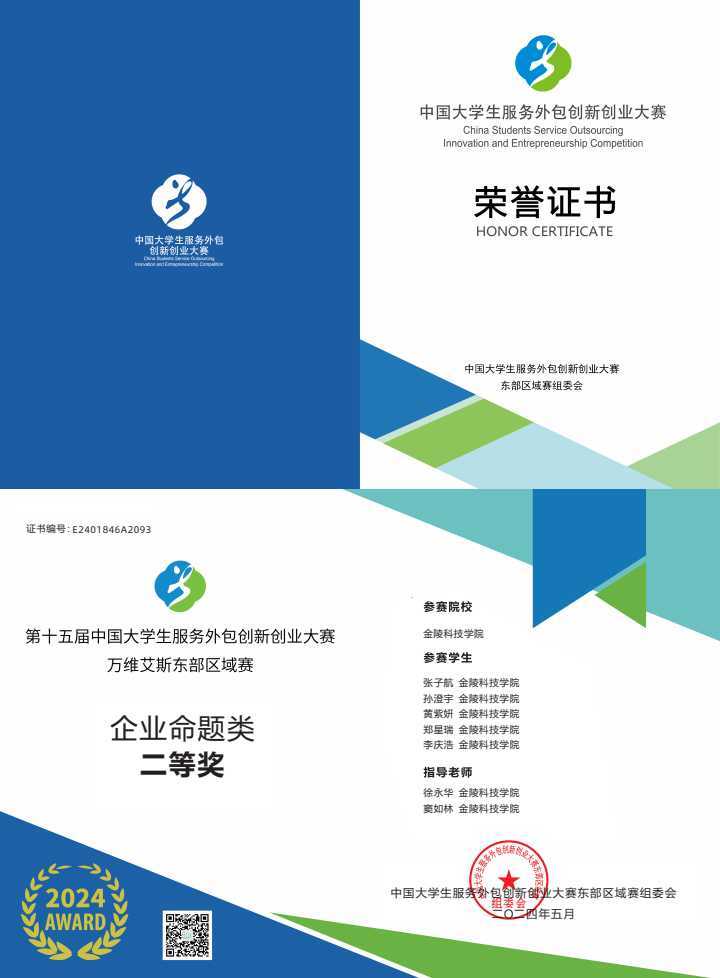 中国大学生服务外包
创新创业大赛
China Students Service Outsourcing
Innovation and Entrepreneurship Competition
中国大学生服务外包创新创业大赛
China Students Service Outsourcing
Innovation and Entrepreneurship Competition
荣誉证书
HONOR CERTIFICATE
中国大学生服务外包创新创业大赛
东部区域赛组委会
证书编号:E2401846A2093
第十五届中国大学生服务外包创新创业大赛
万维艾斯东部区域赛
企业命题类
二等奖
2024
AWARD
参赛院校
金陵科技学院
参赛学生
张子航 金陵科技学院
孙澄宇 金陵科技学院
黄紫妍 金陵科技学院
郑星瑞 金陵科技学院
李庆浩 金陵科技学院
指导老师
徐永华 金陵科技学院
窦如林 金陵科技学院
中国大学生服务外包创新创业大赛东部区域赛组委会
二〇二四年五月
组委会